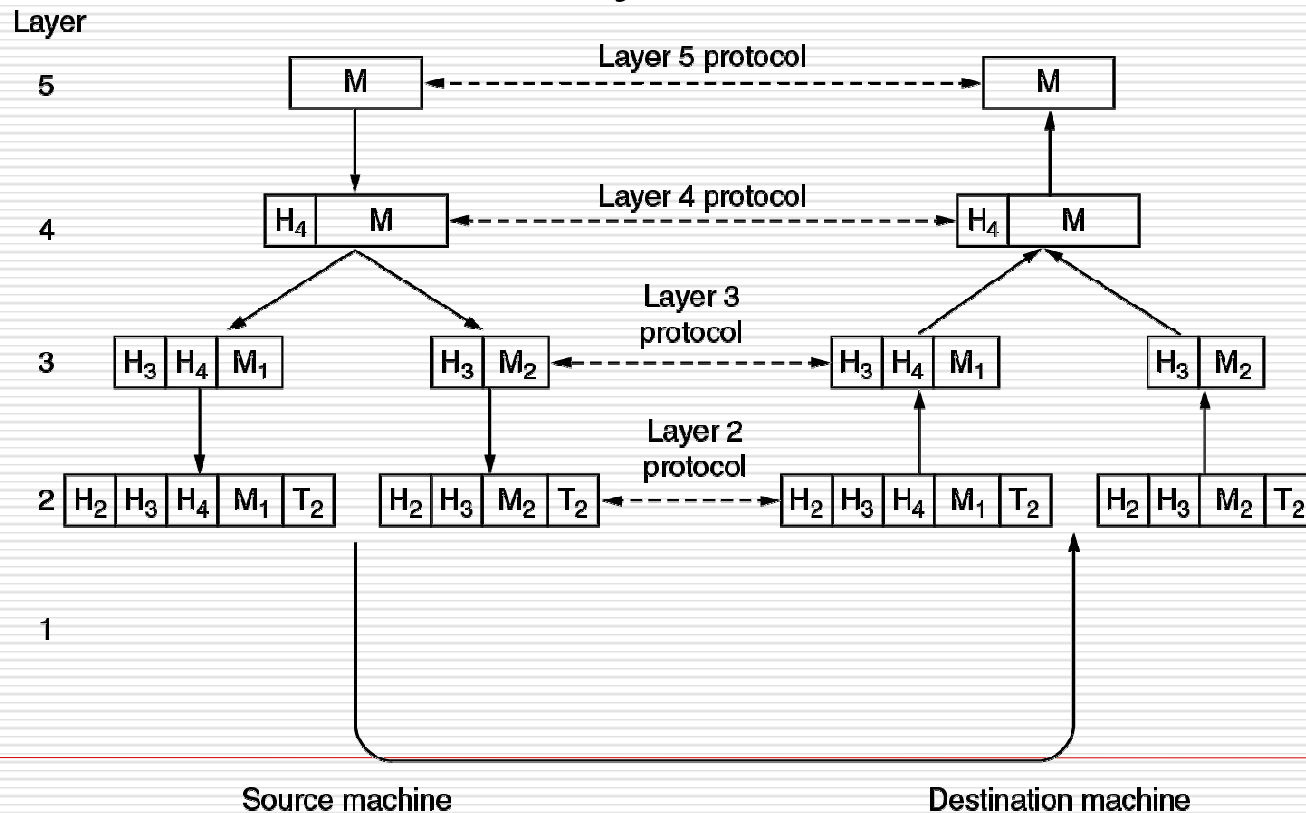 Layer
5 M Layer 5 protocol M
4 H₄ M Layer 4 protocol H₄ M
Layer 3
protocol
3 H₃ H₄ M₁ H₃ M₂ H₃ H₄ M₁ H₃ M₂
Layer 2
protocol
2 H₂ H₃ H₄ M₁ T₂ H₂ H₃ M₂ T₂ H₂ H₃ H₄ M₁ T₂ H₂ H₃ M₂ T₂
1
Source machine Destination machine